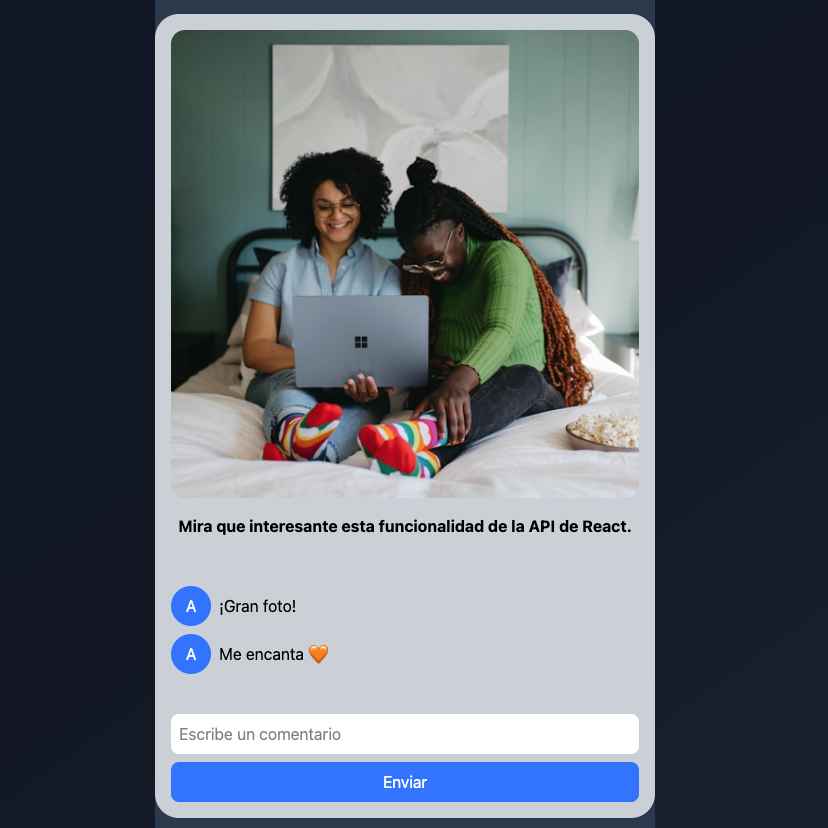 Mira que interesante esta funcionalidad de la API de React.
A ¡Gran foto!
A Me encanta 🧡
Escribe un comentario
Enviar